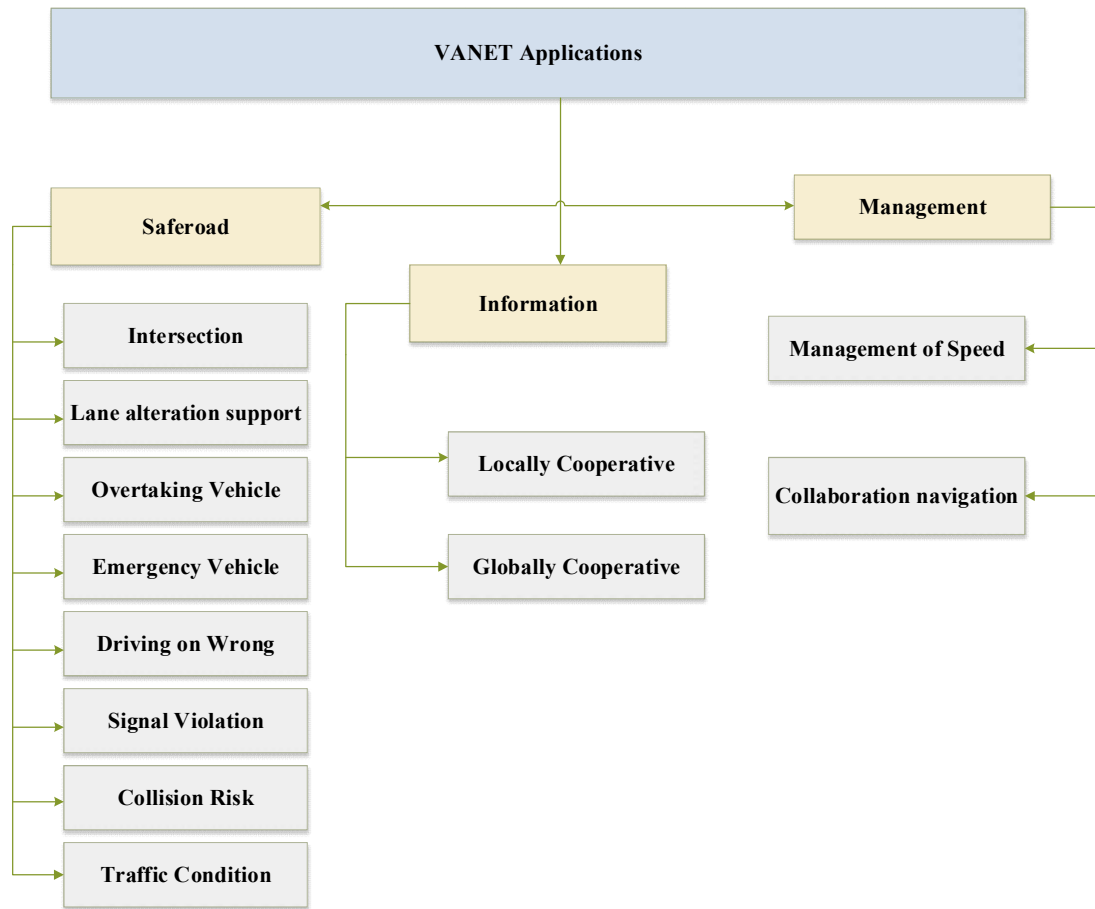 VANET Applications
Saferoad
Management
Information
Intersection
Lane alteration support
Overtaking Vehicle
Emergency Vehicle
Driving on Wrong
Signal Violation
Collision Risk
Traffic Condition
Locally Cooperative
Globally Cooperative
Management of Speed
Collaboration navigation